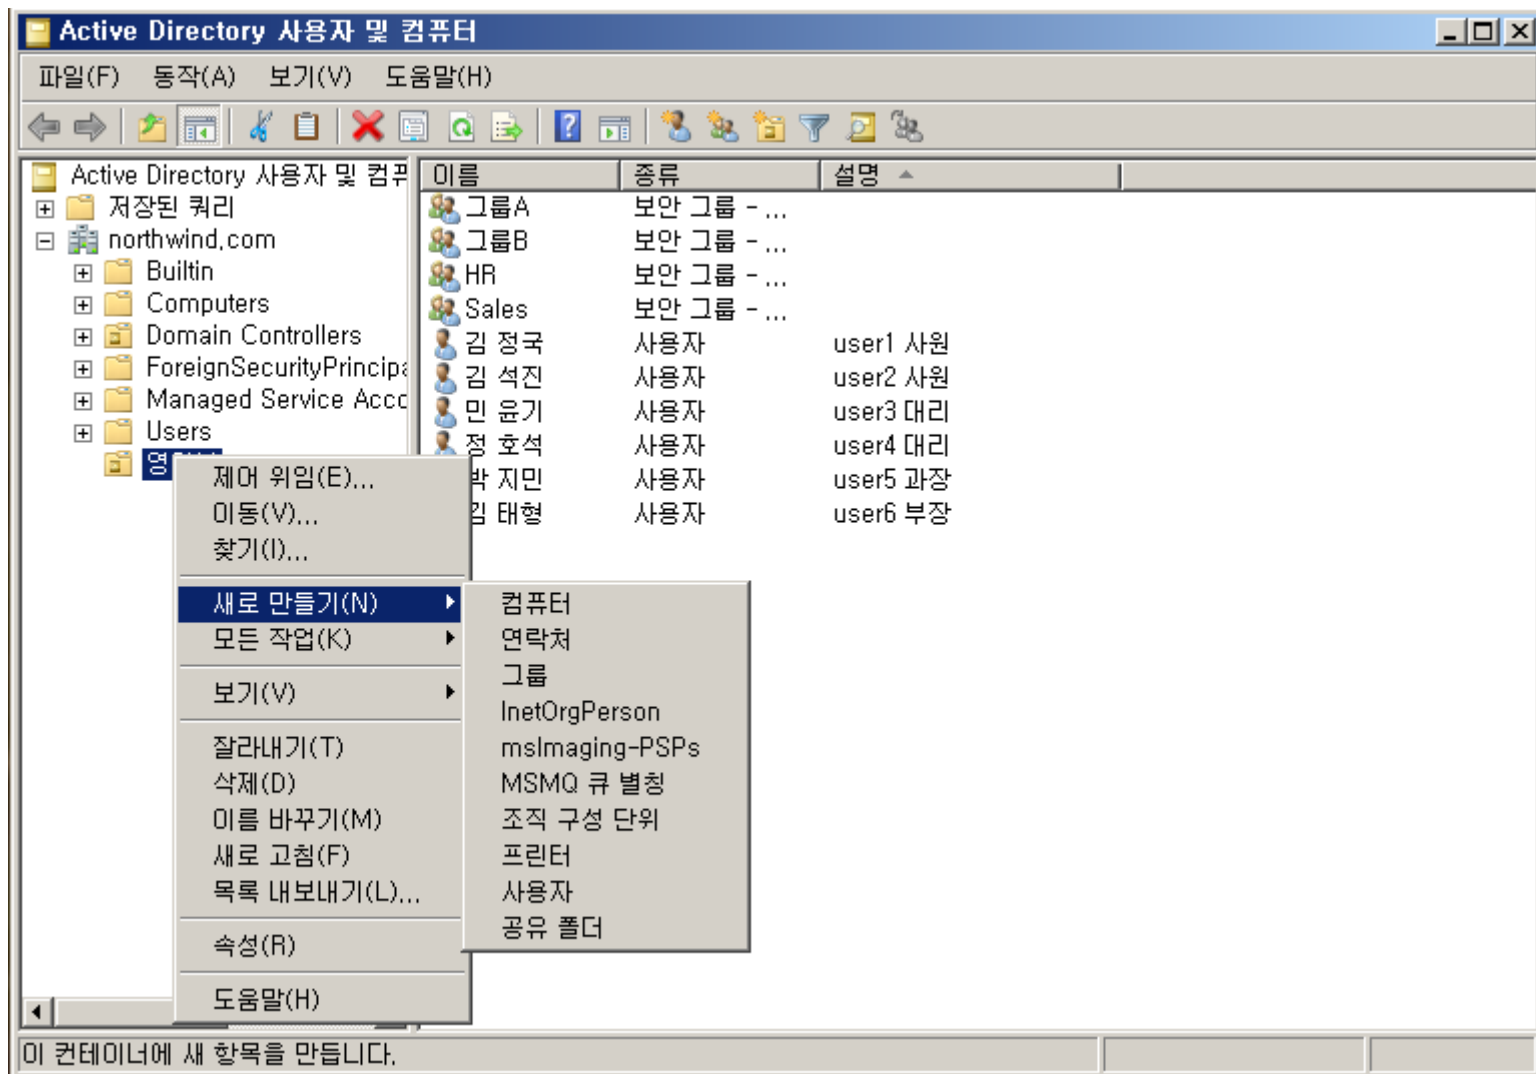 Active Directory 사용자 및 컴퓨터
파일(F) 동작(A) 보기(V) 도움말(H)
Active Directory 사용자 및 컴퓨
저장된 쿼리
northwind.com
Builtin
Computers
Domain Controllers
ForeignSecurityPrincipa
Managed Service Acco
Users
영
이름 종류 설명
그룹A 보안 그룹 - ...
그룹B 보안 그룹 - ...
HR 보안 그룹 - ...
Sales 보안 그룹 - ...
김 정국 사용자 user1 사원
김 석진 사용자 user2 사원
민 윤기 사용자 user3 대리
정 호석 사용자 user4 대리
박 지민 사용자 user5 과장
김 태형 사용자 user6 부장
제어 위임(E)...
이동(V)...
찾기(I)...
새로 만들기(N)
모든 작업(K)
보기(V)
잘라내기(T)
삭제(D)
이름 바꾸기(M)
새로 고침(F)
목록 내보내기(L)...
속성(R)
도움말(H)
컴퓨터
연락처
그룹
InetOrgPerson
msImaging-PSPs
MSMQ 큐 별칭
조직 구성 단위
프린터
사용자
공유 폴더
이 컨테이너에 새 항목을 만듭니다.